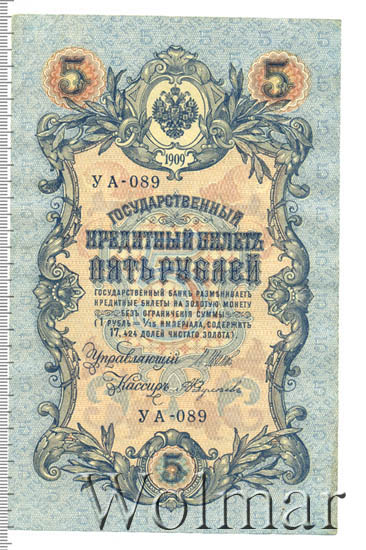 5 5
1909
УА-089
ГОСУДАРСТВЕННЫЙ
КРЕДИТНЫЙ БИЛЕТЪ
ПЯТЬ РУБЛЕЙ
ГОСУДАРСТВЕННЫЙ БАНКЪ РАЗМѢНИВАЕТЪ
КРЕДИТНЫЕ БИЛЕТЫ НА ЗОЛОТУЮ МОНЕТУ
БЕЗЪ ОГРАНИЧЕНІЯ СУММЫ
(1 РУБЛЬ = 1/15 ИМПЕРІАЛА, СОДЕРЖИТЪ
17,424 ДОЛЕЙ ЧИСТАГО ЗОЛОТА).
Управляющій
Кассиръ
УА-089
5
Wolmar